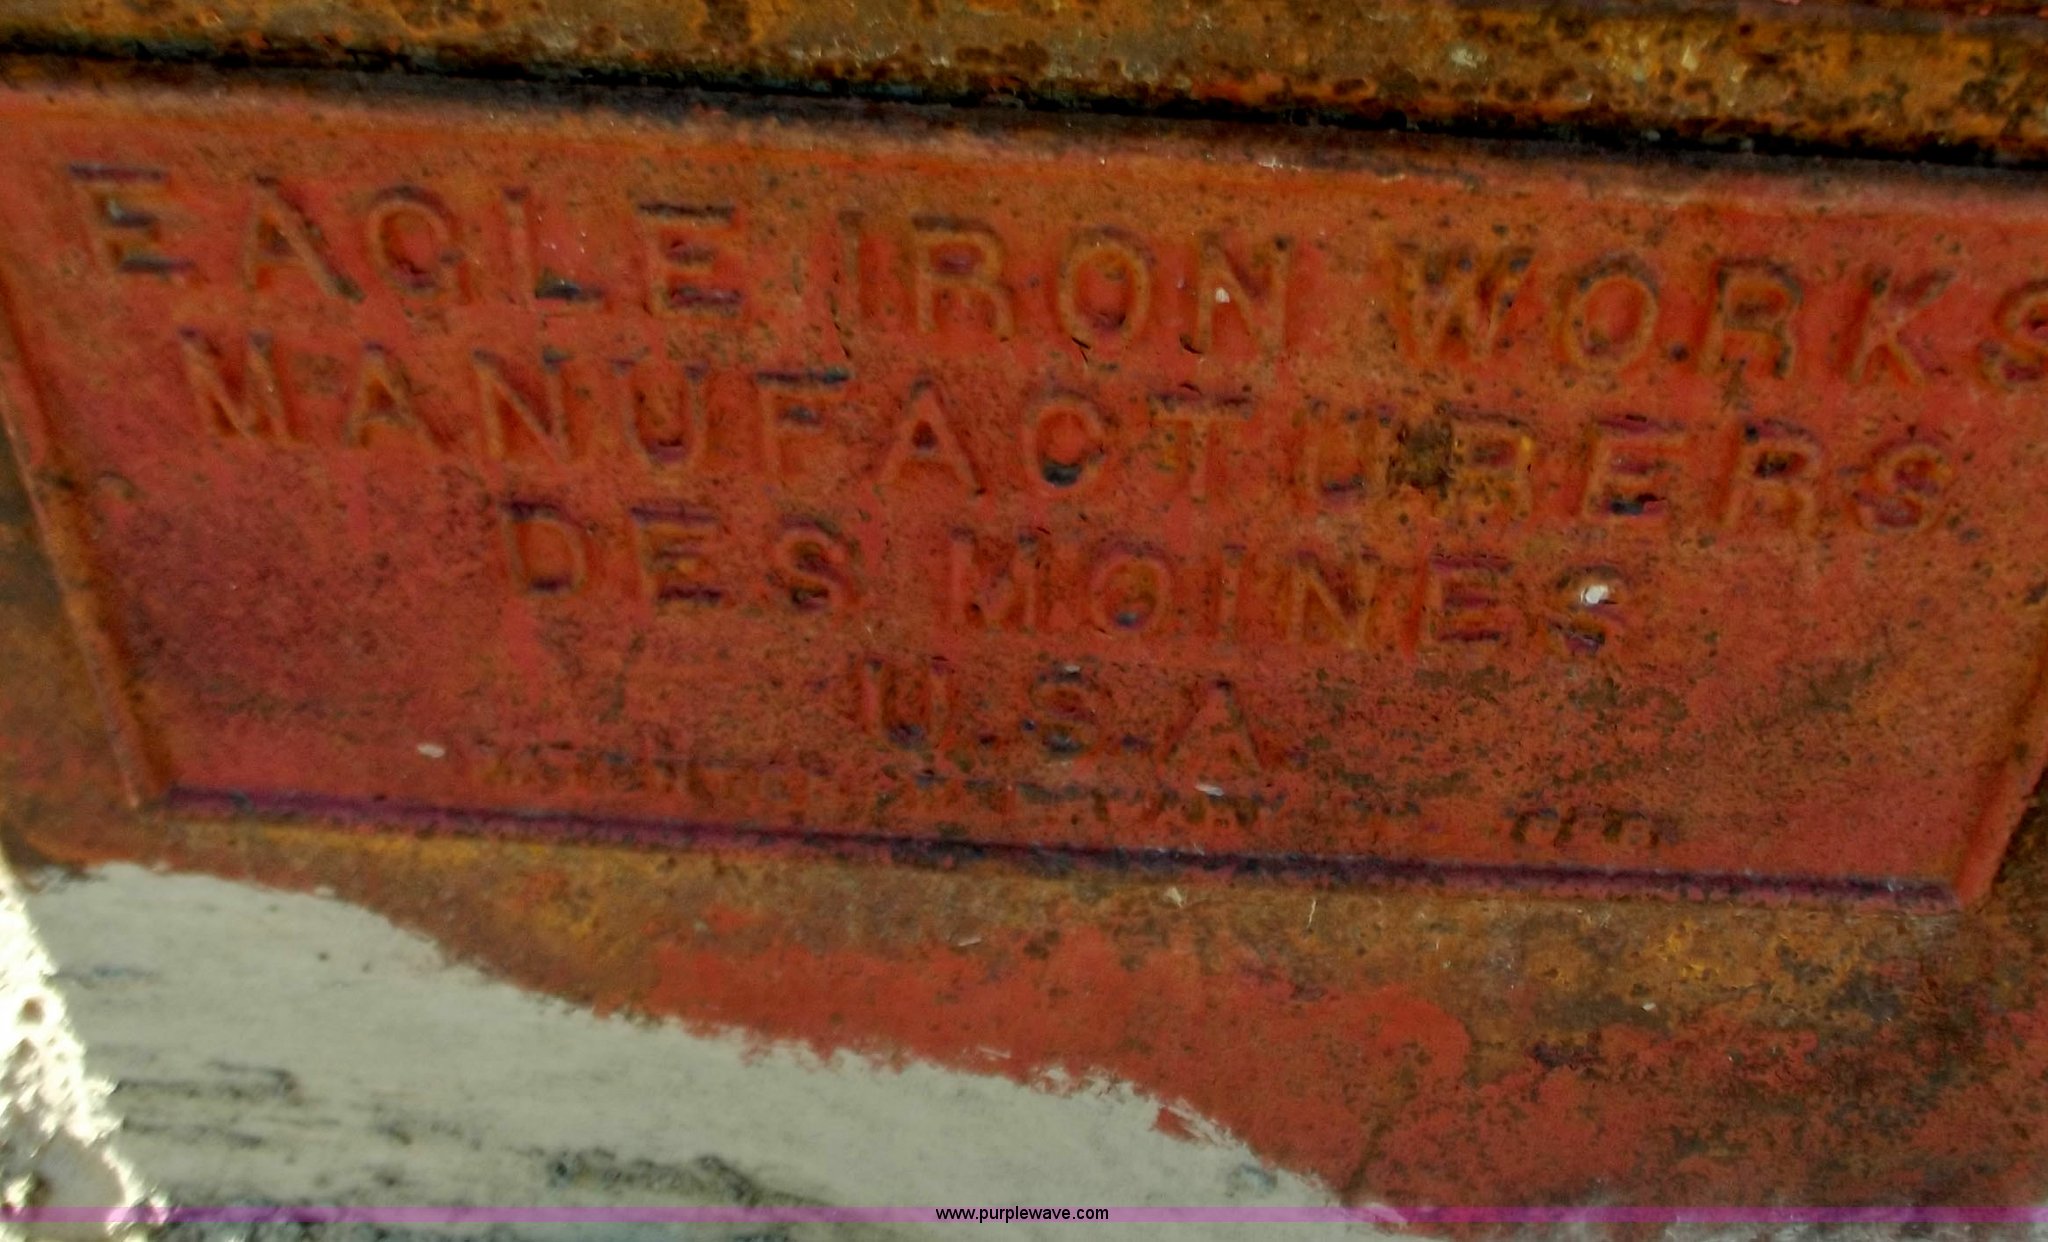 EAGLE IRON WORKS
MANUFACTURERS
DES MOINES
U.S.A
www.purplewave.com